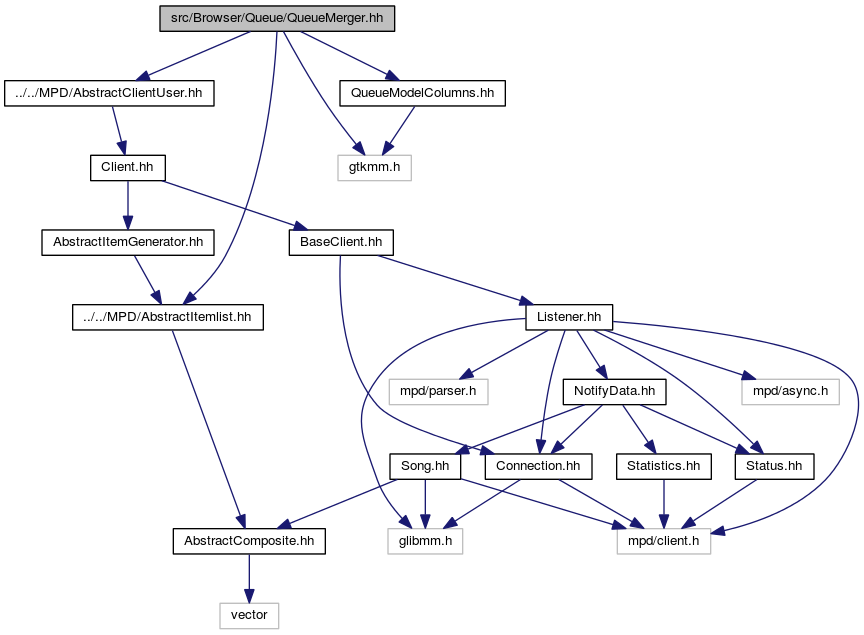 src/Browser/Queue/QueueMerger.hh
../../MPD/AbstractClientUser.hh
QueueModelColumns.hh
Client.hh
gtkmm.h
AbstractItemGenerator.hh
BaseClient.hh
../../MPD/AbstractItemlist.hh
Listener.hh
mpd/parser.h
NotifyData.hh
mpd/async.h
Song.hh
Connection.hh
Statistics.hh
Status.hh
AbstractComposite.hh
glibmm.h
mpd/client.h
vector